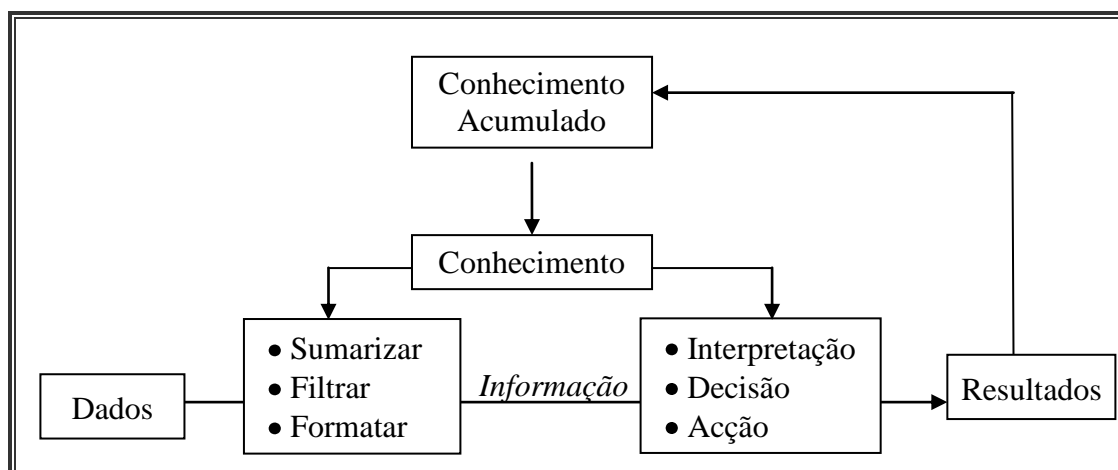 Conhecimento
Acumulado
Conhecimento
Dados
• Sumarizar
• Filtrar
• Formatar
Informação
• Interpretação
• Decisão
• Acção
Resultados